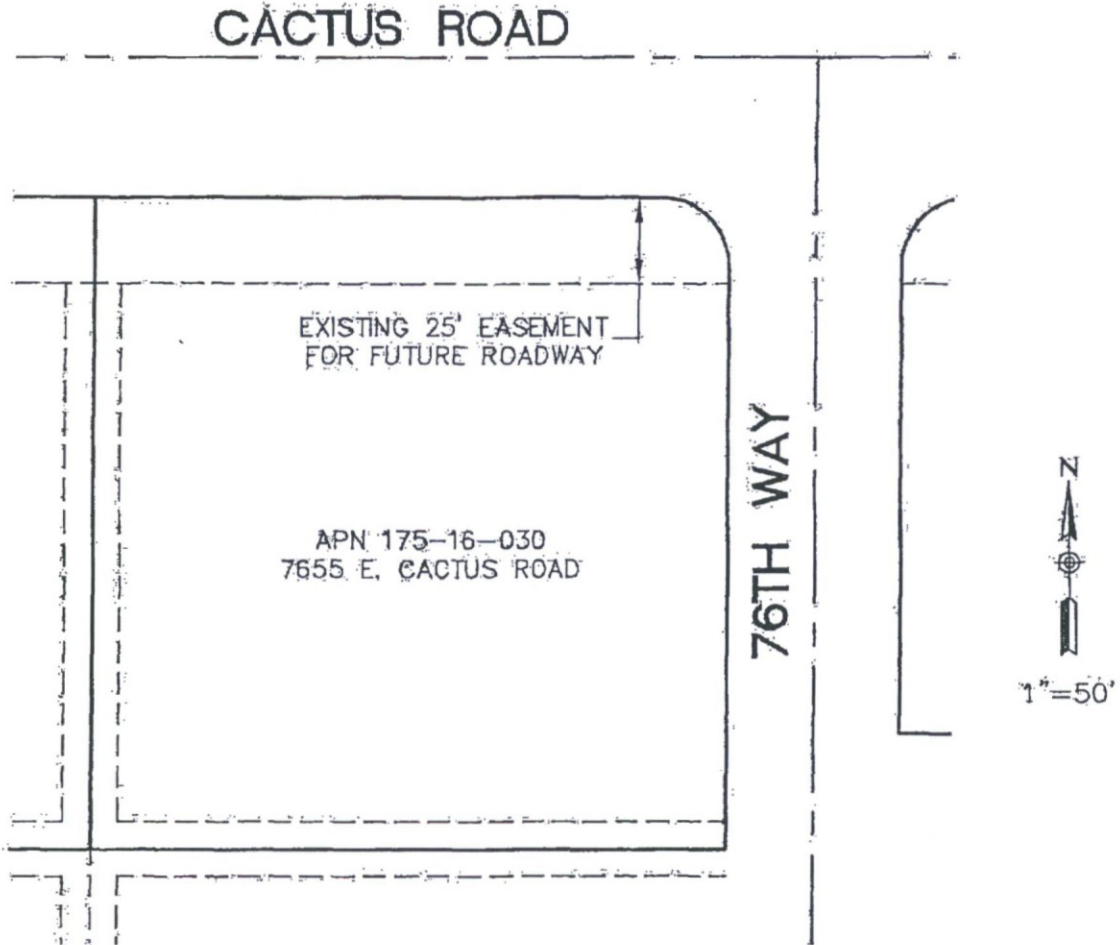 CACTUS ROAD
EXISTING 25' EASEMENT
FOR FUTURE ROADWAY
APN 175-16-030
7655 E. CACTUS ROAD
76TH WAY
N
1"=50'